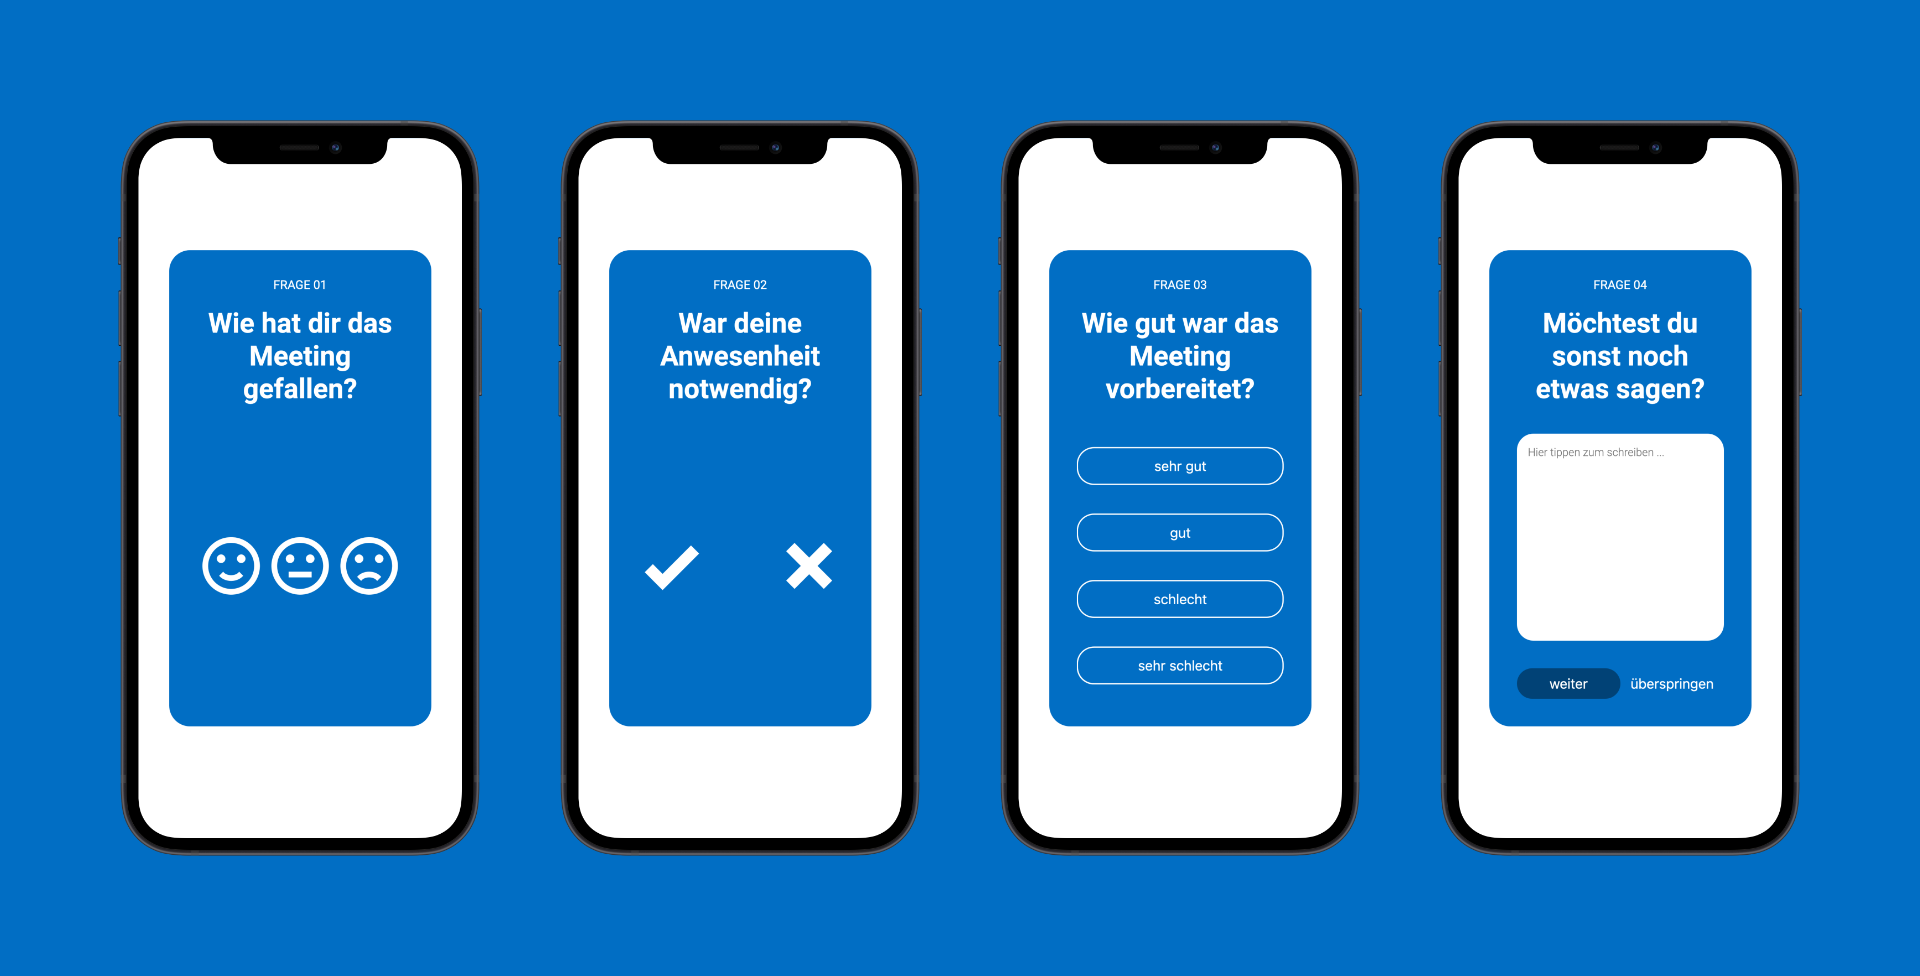 FRAGE 01
Wie hat dir das
Meeting
gefallen?
FRAGE 02
War deine
Anwesenheit
notwendig?
FRAGE 03
Wie gut war das
Meeting
vorbereitet?
sehr gut
gut
schlecht
sehr schlecht
FRAGE 04
Möchtest du
sonst noch
etwas sagen?
Hier tippen zum schreiben ...
weiter
überspringen